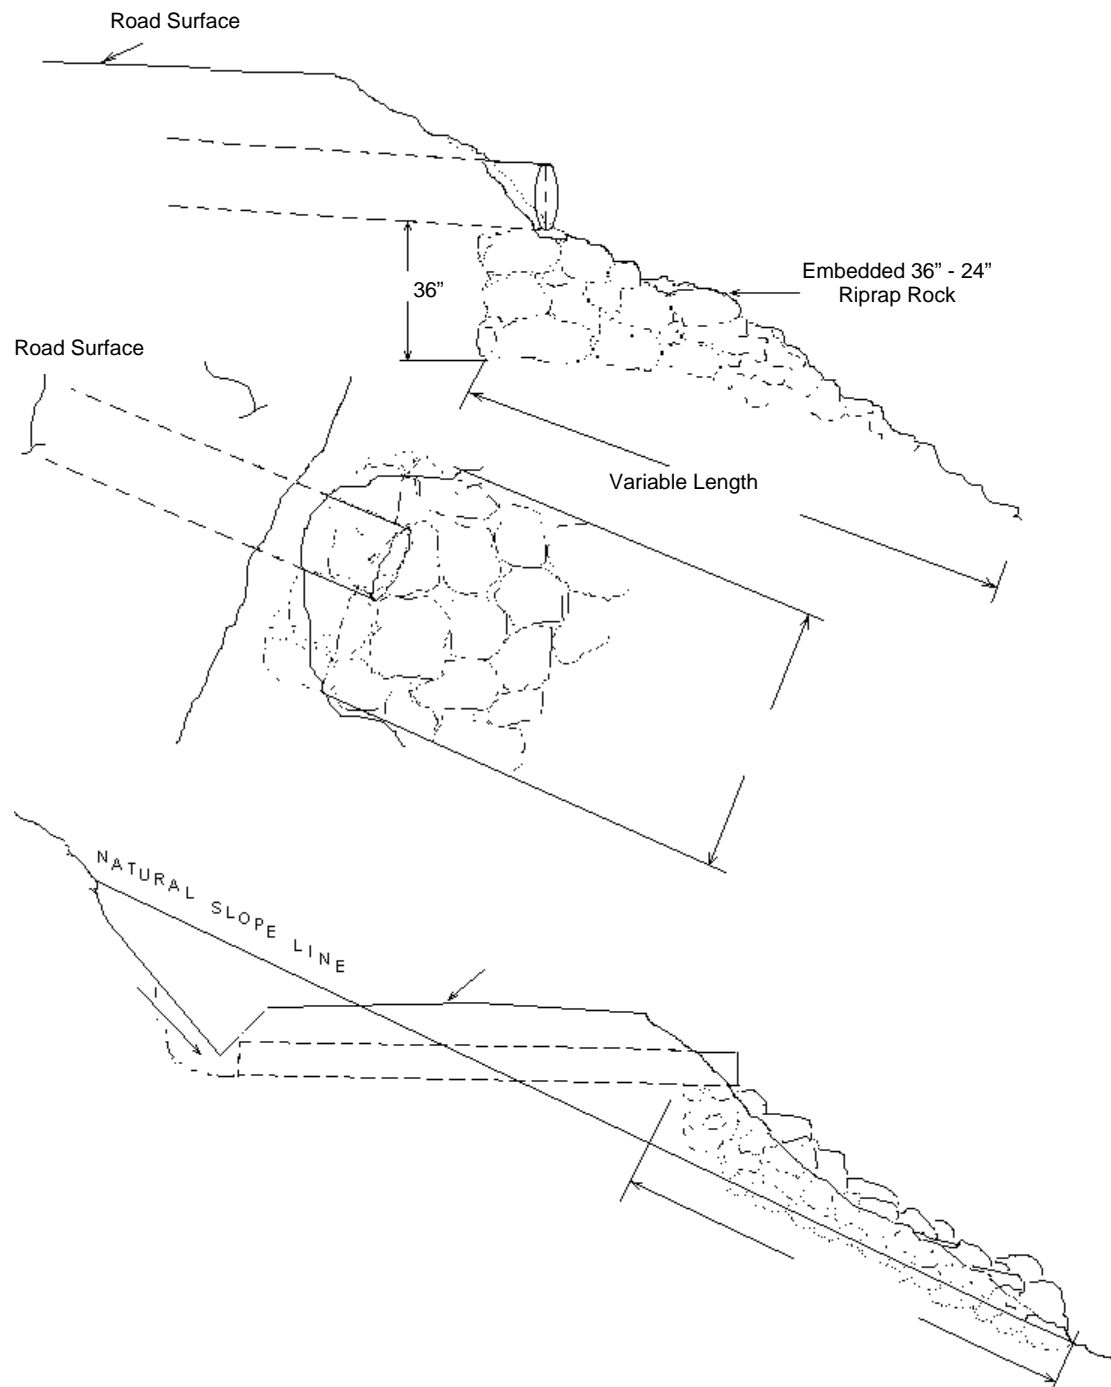 Road Surface
Embedded 36” - 24”
Riprap Rock
36”
Road Surface
Variable Length
NATURAL SLOPE LINE